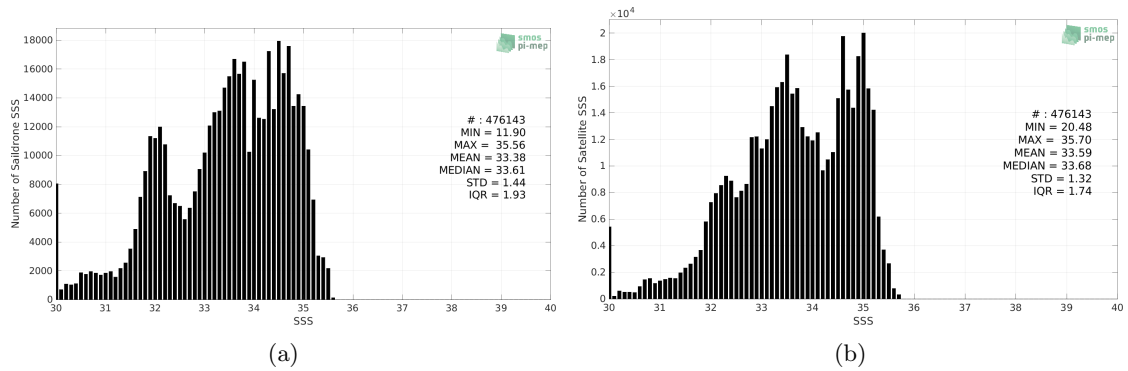 smos
pi-mep
Number of Saildrone SSS
18000
16000
14000
12000
10000
8000
6000
4000
2000
0
# : 476143
MIN = 11.90
MAX = 35.56
MEAN = 33.38
MEDIAN = 33.61
STD = 1.44
IQR = 1.93
30 31 32 33 34 35 36 37 38 39 40
SSS
(a)
×10⁴
smos
pi-mep
Number of Satellite SSS
2
1.8
1.6
1.4
1.2
1
0.8
0.6
0.4
0.2
0
# : 476143
MIN = 20.48
MAX = 35.70
MEAN = 33.59
MEDIAN = 33.68
STD = 1.32
IQR = 1.74
30 31 32 33 34 35 36 37 38 39 40
SSS
(b)